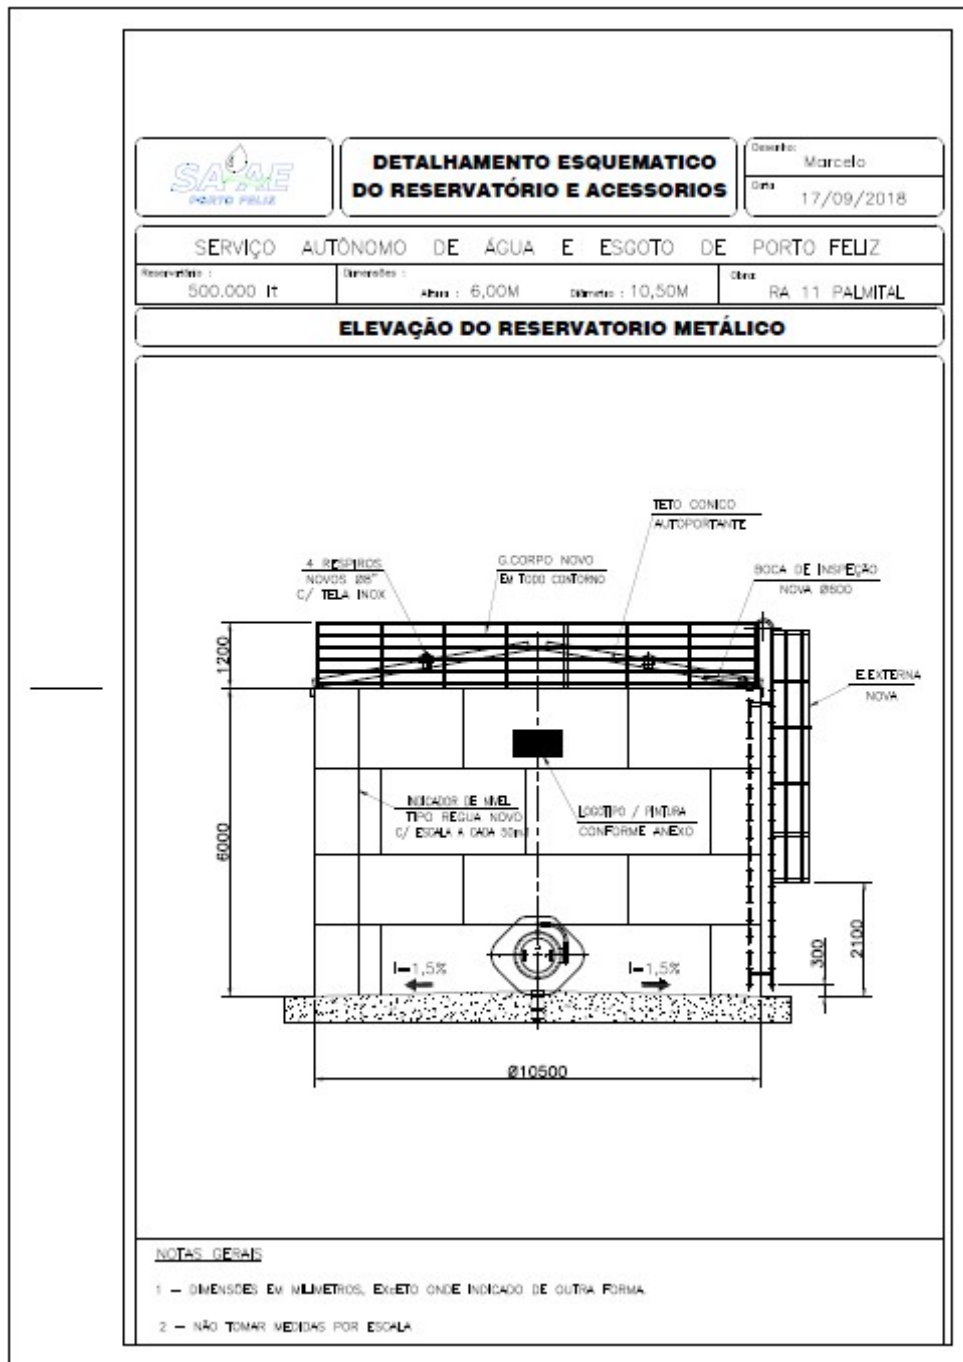 SAAE
PORTO FELIZ
DETALHAMENTO ESQUEMATICO
DO RESERVATÓRIO E ACESSORIOS
Desenho:
Marcelo
Data
17/09/2018
SERVIÇO AUTÔNOMO DE ÁGUA E ESGOTO DE PORTO FELIZ
Reservatório :
500.000 lt
Dimensões :
Altura : 6,00M Diâmetro : 10,50M
Obra:
RA 11 PALMITAL
ELEVAÇÃO DO RESERVATORIO METÁLICO
TETO CONICO
AUTOPORTANTE
4 RESPIROS
NOVOS Ø8"
C/ TELA INOX
G.CORPO NOVO
EM TODO CONTORNO
BOCA DE INSPEÇÃO
NOVA Ø600
1200
E.EXTERNA
NOVA
INDICADOR DE NIVEL
TIPO REGUA NOVO
C/ ESCALA A CADA
LOGOTIPO / PINTURA
CONFORME ANEXO
6000
2100
300
I=1,5%
I=1,5%
Ø10500
NOTAS GERAIS
1 – DIMENSÕES EM MILIMETROS, EXCETO ONDE INDICADO DE OUTRA FORMA.
2 – NÃO TOMAR MEDIDAS POR ESCALA